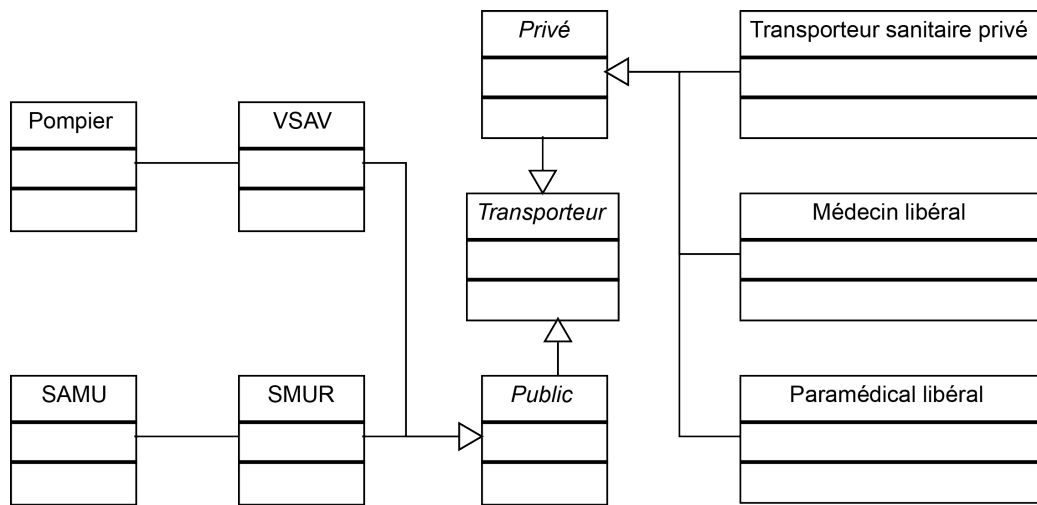 Privé
Transporteur sanitaire privé
Pompier
VSAV
Transporteur
Médecin libéral
SAMU
SMUR
Public
Paramédical libéral